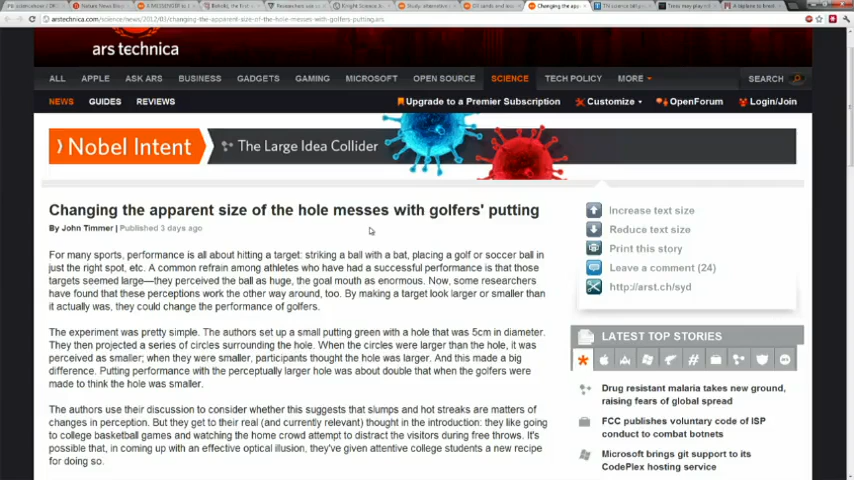 Nature News Blog
arstechnica.com/science/news/2012/03/changing-the-apparent-size-of-the-hole-messes-with-golfers-putting.ars
ars technica
ALL APPLE ASK ARS BUSINESS GADGETS GAMING MICROSOFT OPEN SOURCE SCIENCE TECH POLICY MORE SEARCH
NEWS GUIDES REVIEWS Upgrade to a Premier Subscription Customize OpenForum Login/Join
Nobel Intent The Large Idea Collider
Changing the apparent size of the hole messes with golfers' putting
By John Timmer | Published 3 days ago
For many sports, performance is all about hitting a target: striking a ball with a bat, placing a golf or soccer ball in
just the right spot, etc. A common refrain among athletes who have had a successful performance is that those
targets seemed large—they perceived the ball as huge, the goal mouth as enormous. Now, some researchers
have found that these perceptions work the other way around, too. By making a target look larger or smaller than
it actually was, they could change the performance of golfers.
The experiment was pretty simple. The authors set up a small putting green with a hole that was 5cm in diameter.
They then projected a series of circles surrounding the hole. When the circles were larger than the hole, it was
perceived as smaller; when they were smaller, participants thought the hole was larger. And this made a big
difference. Putting performance with the perceptually larger hole was about double that when the golfers were
made to think the hole was smaller.
The authors use their discussion to consider whether this suggests that slumps and hot streaks are matters of
changes in perception. But they get to their real (and currently relevant) thought in the introduction: they like going
to college basketball games and watching the home crowd attempt to distract the visitors during free throws. It's
possible that, in coming up with an effective optical illusion, they've given attentive college students a new recipe
for doing so.
Increase text size
Reduce text size
Print this story
Leave a comment (24)
http://arst.ch/syd
LATEST TOP STORIES
Drug resistant malaria takes new ground,
raising fears of global spread
FCC publishes voluntary code of ISP
conduct to combat botnets
Microsoft brings git support to its
CodePlex hosting service